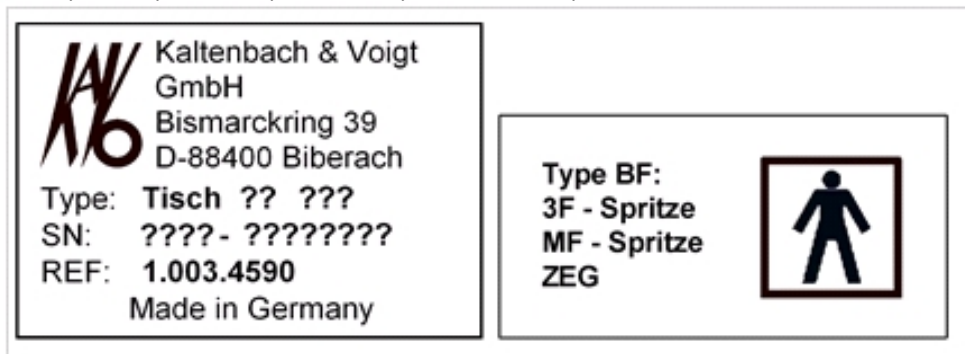 KAVo
Kaltenbach & Voigt
GmbH
Bismarckring 39
D-88400 Biberach
Type: Tisch ?? ???
SN: ????- ????????
REF: 1.003.4590
Made in Germany
Type BF:
3F - Spritze
MF - Spritze
ZEG